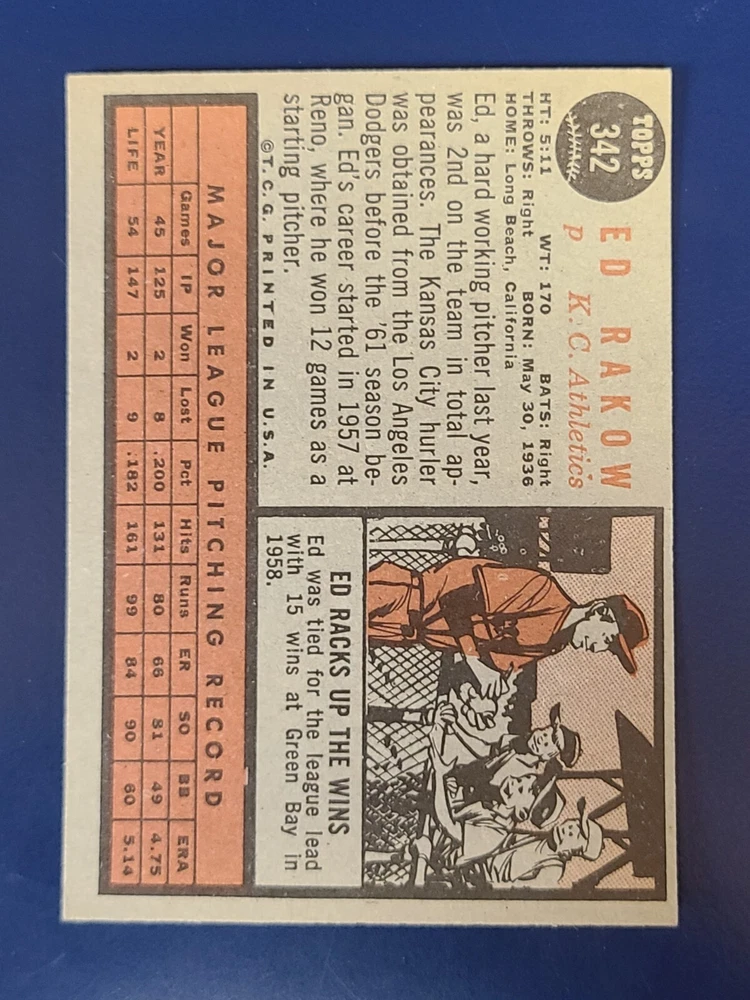 TOPPS
342
ED RAKOW
p K. C. Athletics
HT: 5:11 WT: 170 BATS: Right
THROWS: Right BORN: May 30, 1936
HOME: Long Beach, California
Ed, a hard working pitcher last year,
was 2nd on the team in total ap-
pearances. The Kansas City hurler
was obtained from the Los Angeles
Dodgers before the '61 season be-
gan. Ed's career started in 1957 at
Reno, where he won 12 games as a
starting pitcher.
©T.C.G. PRINTED IN U.S.A.
ED RACKS UP THE WINS
Ed was tied for the league lead
with 15 wins at Green Bay in
1958.
MAJOR LEAGUE PITCHING RECORD
Games IP Won Lost Pct Hits Runs ER SO BB ERA
YEAR 45 125 2 8 .200 131 80 66 81 49 4.75
LIFE 54 147 2 9 .182 161 99 84 90 60 5.14